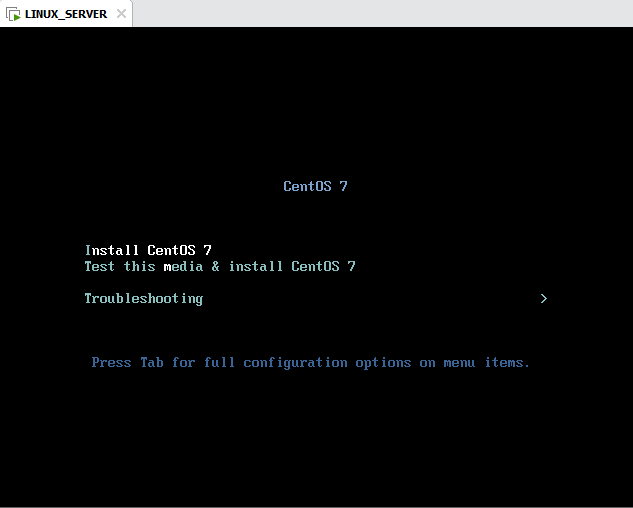 LINUX_SERVER
CentOS 7
Install CentOS 7
Test this media & install CentOS 7
Troubleshooting >
Press Tab for full configuration options on menu items.